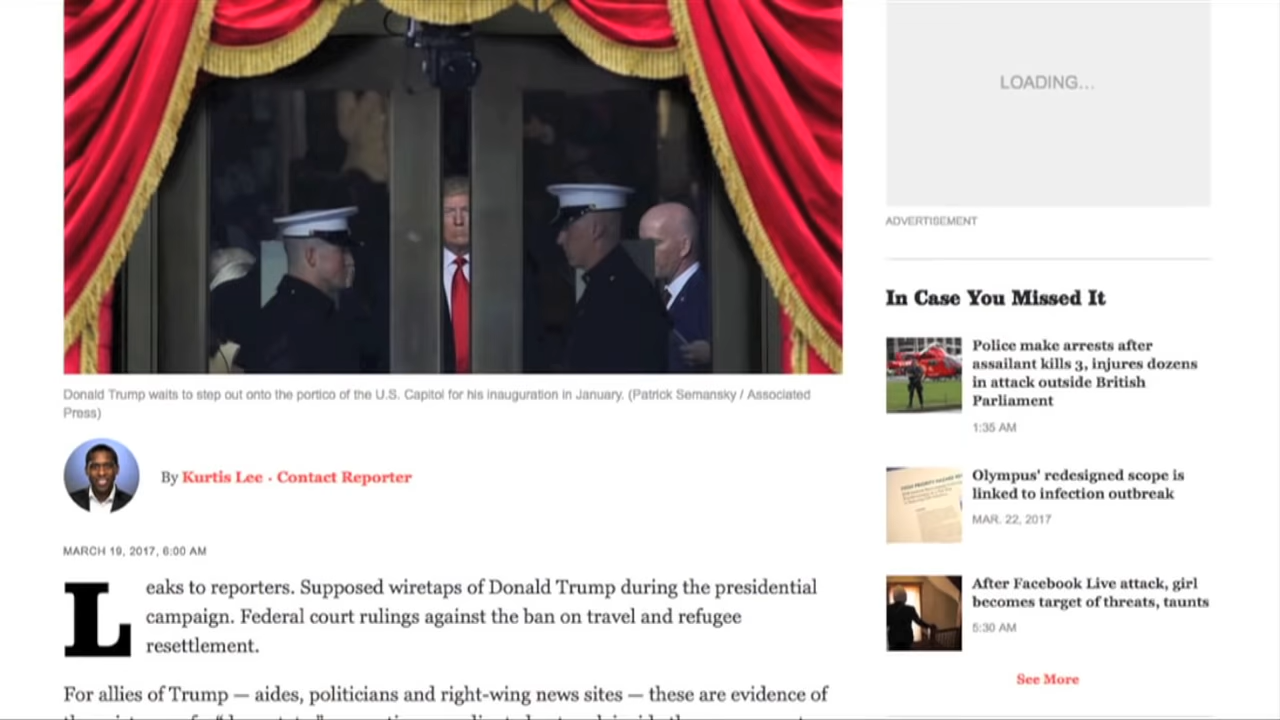 LOADING...
ADVERTISEMENT
In Case You Missed It
Police make arrests after
assailant kills 3, injures dozens
in attack outside British
Parliament
1:35 AM
Olympus' redesigned scope is
linked to infection outbreak
MAR. 22, 2017
After Facebook Live attack, girl
becomes target of threats, taunts
5:30 AM
See More
Donald Trump waits to step out onto the portico of the U.S. Capitol for his inauguration in January. (Patrick Semansky / Associated
Press)
By Kurtis Lee · Contact Reporter
MARCH 19, 2017, 6:00 AM
Leaks to reporters. Supposed wiretaps of Donald Trump during the presidential
campaign. Federal court rulings against the ban on travel and refugee
resettlement.
For allies of Trump — aides, politicians and right-wing news sites — these are evidence of